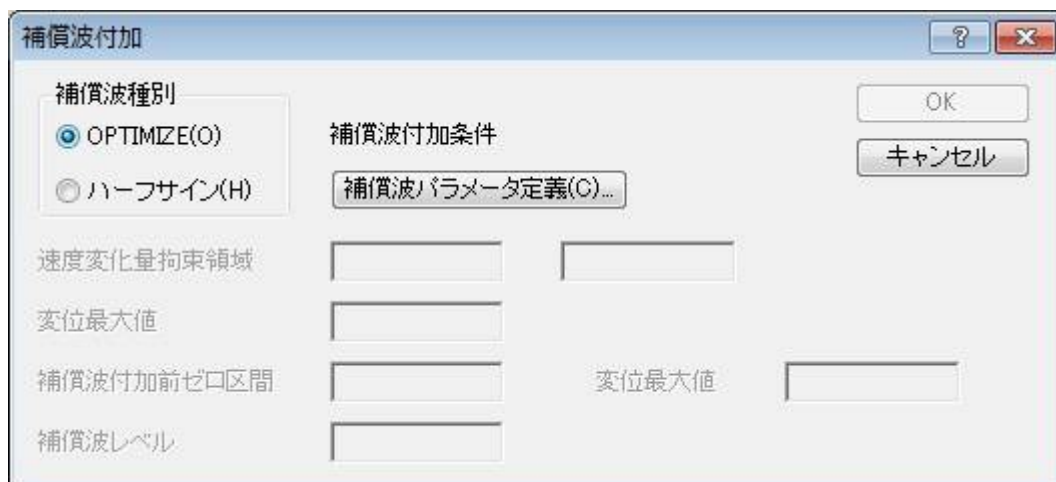 補償波付加
補償波種別
OK
OPTIMIZE(O)
補償波付加条件
キャンセル
ハーフサイン(H)
補償波パラメータ定義(C)...
速度変化量拘束領域
変位最大値
補償波付加前ゼロ区間
変位最大値
補償波レベル